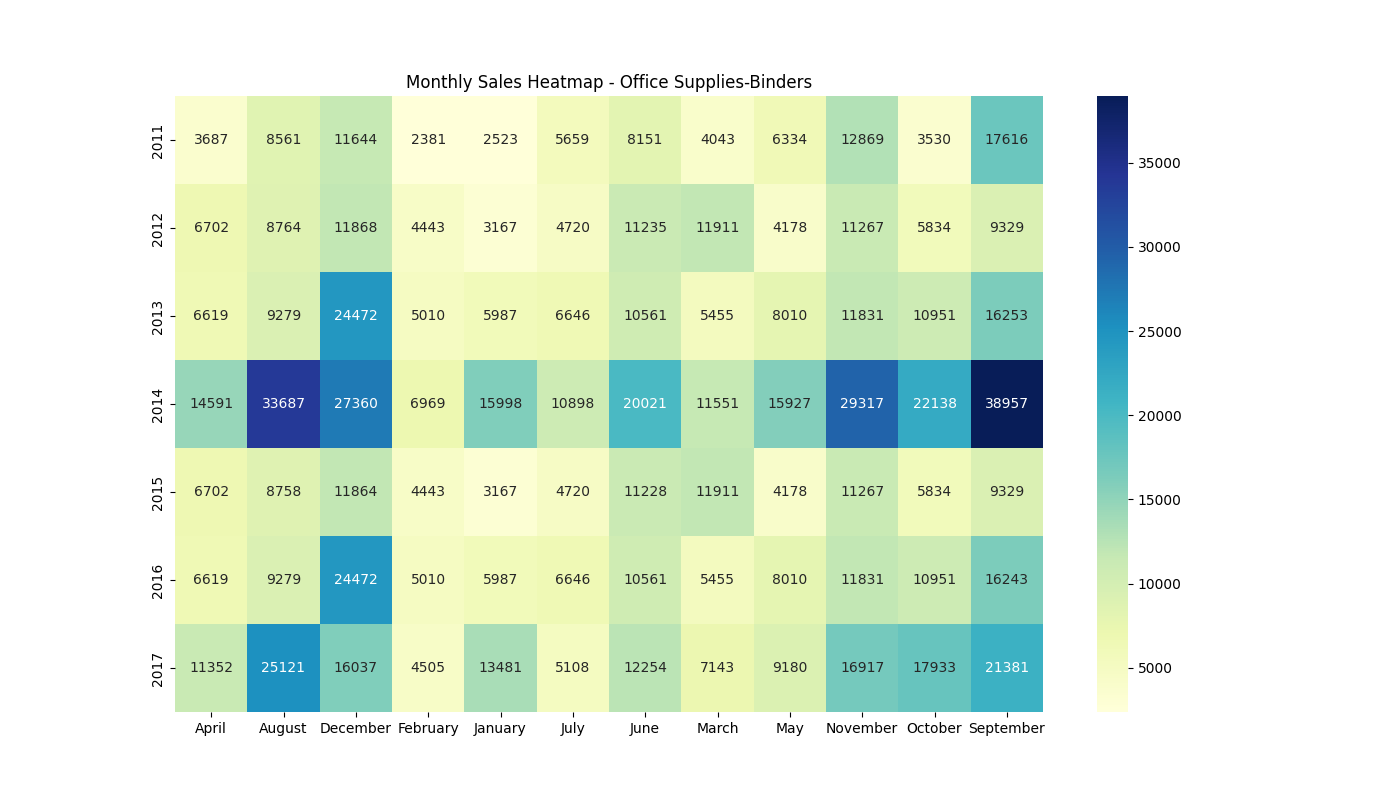 Monthly Sales Heatmap - Office Supplies-Binders
2011 3687 8561 11644 2381 2523 5659 8151 4043 6334 12869 3530 17616
2012 6702 8764 11868 4443 3167 4720 11235 11911 4178 11267 5834 9329
2013 6619 9279 24472 5010 5987 6646 10561 5455 8010 11831 10951 16253
2014 14591 33687 27360 6969 15998 10898 20021 11551 15927 29317 22138 38957
2015 6702 8758 11864 4443 3167 4720 11228 11911 4178 11267 5834 9329
2016 6619 9279 24472 5010 5987 6646 10561 5455 8010 11831 10951 16243
2017 11352 25121 16037 4505 13481 5108 12254 7143 9180 16917 17933 21381
April August December February January July June March May November October September
35000
30000
25000
20000
15000
10000
5000